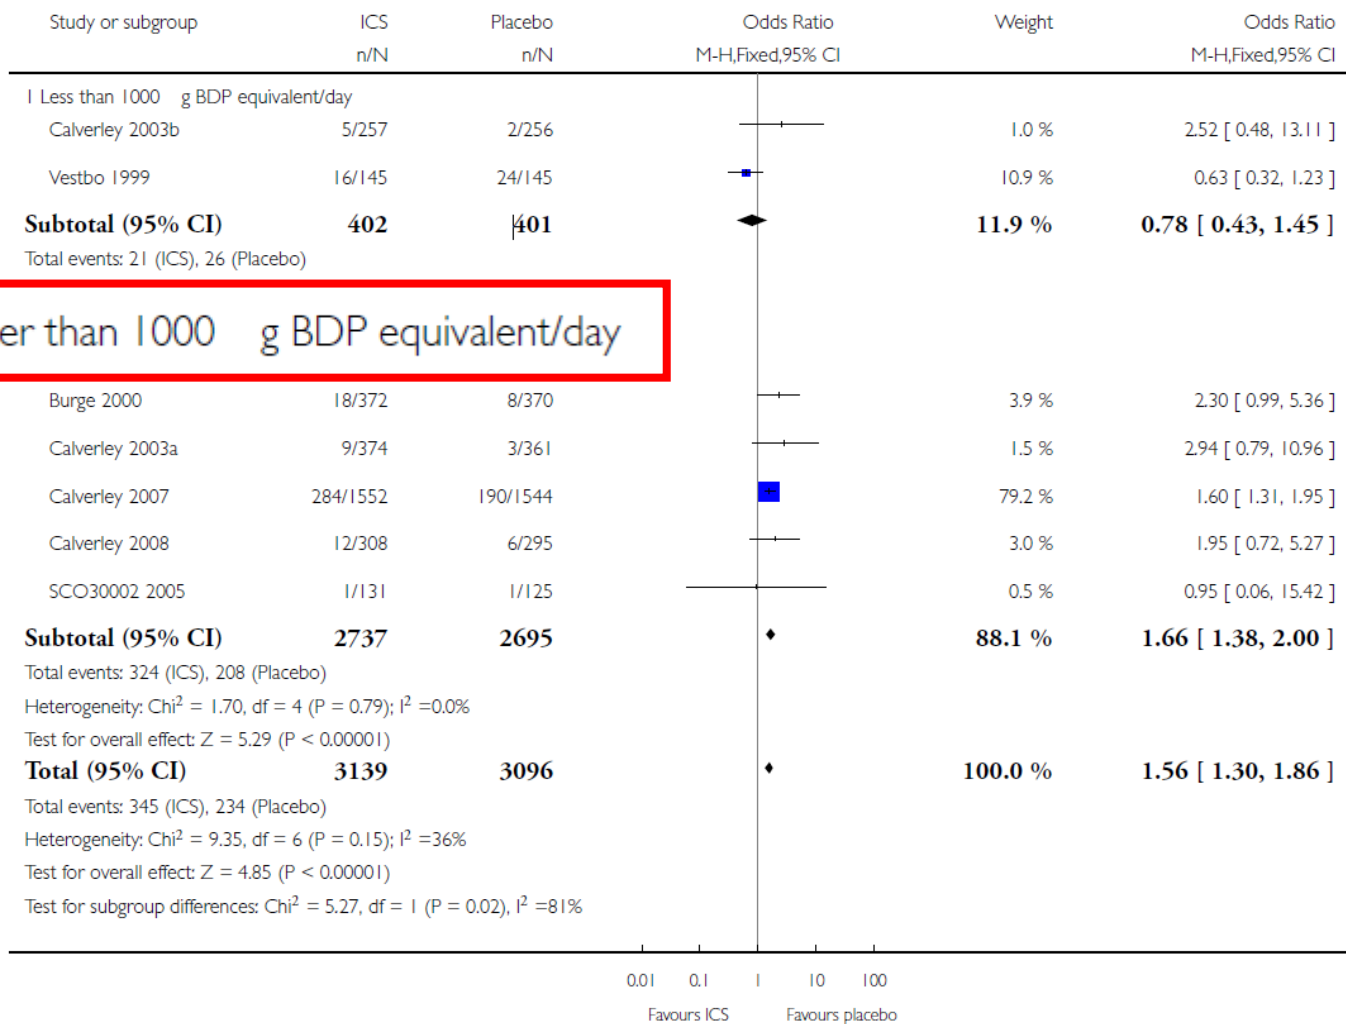 Study or subgroup ICS Placebo Odds Ratio Weight Odds Ratio
n/N n/N M-H,Fixed,95% CI M-H,Fixed,95% CI
1 Less than 1000 g BDP equivalent/day
Calverley 2003b 5/257 2/256 1.0 % 2.52 [ 0.48, 13.11 ]
Vestbo 1999 16/145 24/145 10.9 % 0.63 [ 0.32, 1.23 ]
Subtotal (95% CI) 402 401 11.9 % 0.78 [ 0.43, 1.45 ]
Total events: 21 (ICS), 26 (Placebo)
er than 1000 g BDP equivalent/day
Burge 2000 18/372 8/370 3.9 % 2.30 [ 0.99, 5.36 ]
Calverley 2003a 9/374 3/361 1.5 % 2.94 [ 0.79, 10.96 ]
Calverley 2007 284/1552 190/1544 79.2 % 1.60 [ 1.31, 1.95 ]
Calverley 2008 12/308 6/295 3.0 % 1.95 [ 0.72, 5.27 ]
SCO30002 2005 1/131 1/125 0.5 % 0.95 [ 0.06, 15.42 ]
Subtotal (95% CI) 2737 2695 88.1 % 1.66 [ 1.38, 2.00 ]
Total events: 324 (ICS), 208 (Placebo)
Heterogeneity: Chi² = 1.70, df = 4 (P = 0.79); I² =0.0%
Test for overall effect: Z = 5.29 (P < 0.00001)
Total (95% CI) 3139 3096 100.0 % 1.56 [ 1.30, 1.86 ]
Total events: 345 (ICS), 234 (Placebo)
Heterogeneity: Chi² = 9.35, df = 6 (P = 0.15); I² =36%
Test for overall effect: Z = 4.85 (P < 0.00001)
Test for subgroup differences: Chi² = 5.27, df = 1 (P = 0.02), I² =81%
0.01 0.1 1 10 100
Favours ICS Favours placebo